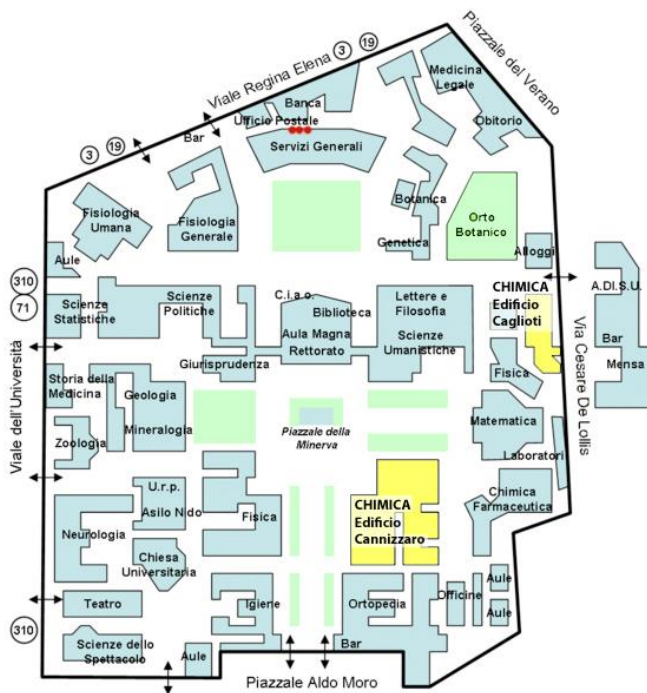 Viale Regina Elena
3
19
Piazzale del Verano
Medicina
Legale
Obitorio
Banca
Ufficio Postale
Servizi Generali
Bar
3
19
Fisiologia
Umana
Fisiologia
Generale
Botanica
Genetica
Orto
Botanico
Alloggi
Aule
310
71
Scienze
Statistiche
Scienze
Politiche
C.i.a.o.
Biblioteca
Aula Magna
Rettorato
Lettere e
Filosofia
Scienze
Umanistiche
CHIMICA
Edificio
Caglioti
A.DI.S.U.
Bar
Mensa
Via Cesare De Lollis
Giurisprudenza
Fisica
Storia della
Medicina
Geologia
Mineralogia
Viale dell'Università
Zoologia
Piazzale della
Minerva
Matematica
Laboratori
U.r.p.
Asilo Nido
Fisica
CHIMICA
Edificio
Cannizzaro
Chimica
Farmaceutica
Neurologia
Chiesa
Universitaria
Teatro
Igiene
Ortopedia
Officine
Aule
Aule
310
Scienze dello
Spettacolo
Aule
Bar
Piazzale Aldo Moro